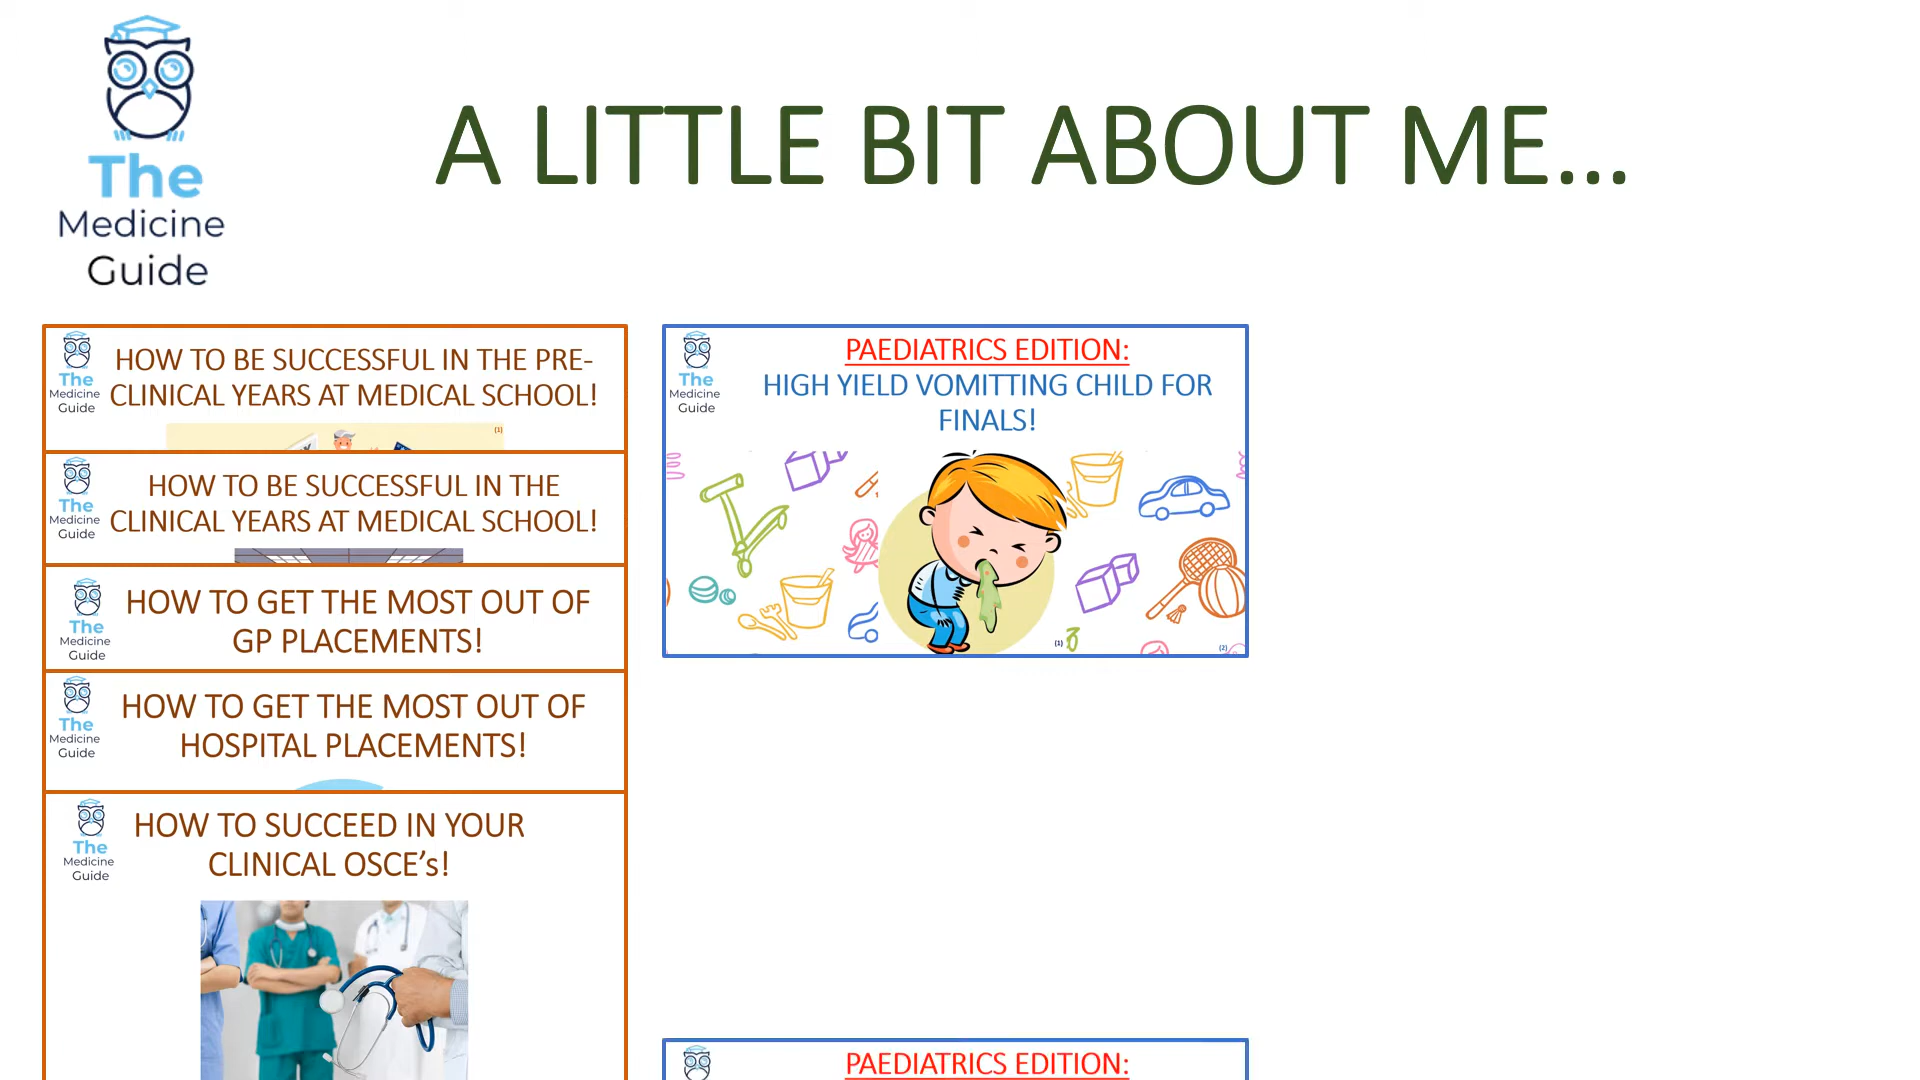 The
Medicine
Guide
A LITTLE BIT ABOUT ME...
The
Medicine
Guide
HOW TO BE SUCCESSFUL IN THE PRE-
CLINICAL YEARS AT MEDICAL SCHOOL!
(1)
The
Medicine
Guide
HOW TO BE SUCCESSFUL IN THE
CLINICAL YEARS AT MEDICAL SCHOOL!
The
Medicine
Guide
HOW TO GET THE MOST OUT OF
GP PLACEMENTS!
The
Medicine
Guide
HOW TO GET THE MOST OUT OF
HOSPITAL PLACEMENTS!
The
Medicine
Guide
HOW TO SUCCEED IN YOUR
CLINICAL OSCE’s!
The
Medicine
Guide
PAEDIATRICS EDITION:
HIGH YIELD VOMITTING CHILD FOR
FINALS!
(1)
(2)
PAEDIATRICS EDITION: